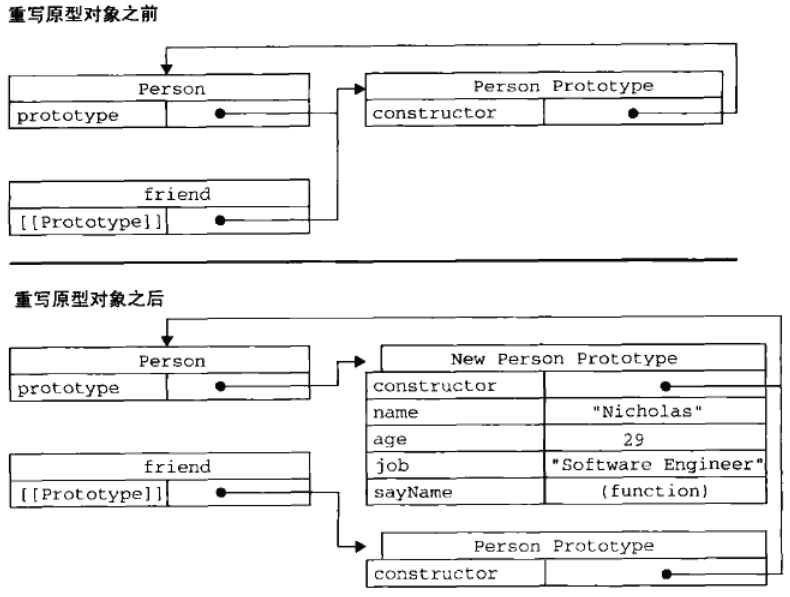 重写原型对象之前
Person
prototype
Person Prototype
constructor
friend
[[Prototype]]
重写原型对象之后
Person
prototype
New Person Prototype
constructor
name "Nicholas"
age 29
job "Software Engineer"
sayName (function)
friend
[[Prototype]]
Person Prototype
constructor